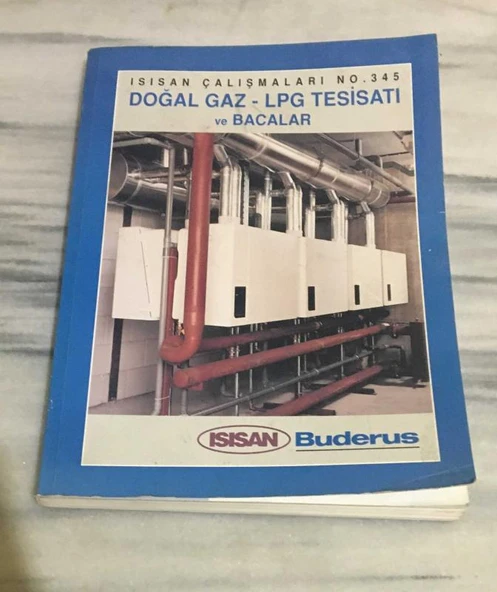 ISISAN ÇALIŞMALARI NO.345
DOĞAL GAZ - LPG TESİSATI
ve BACALAR
ISISAN Buderus